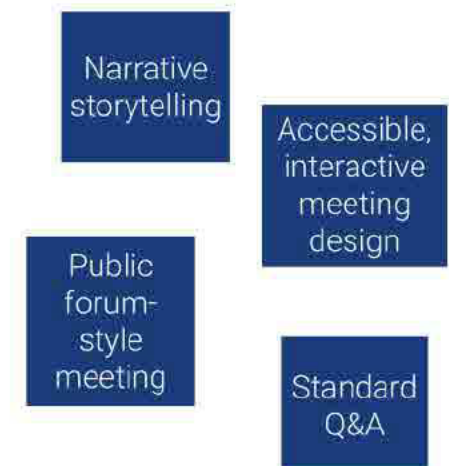 Narrative
storytelling
Accessible,
interactive
meeting
design
Public
forum-
style
meeting
Standard
Q&A